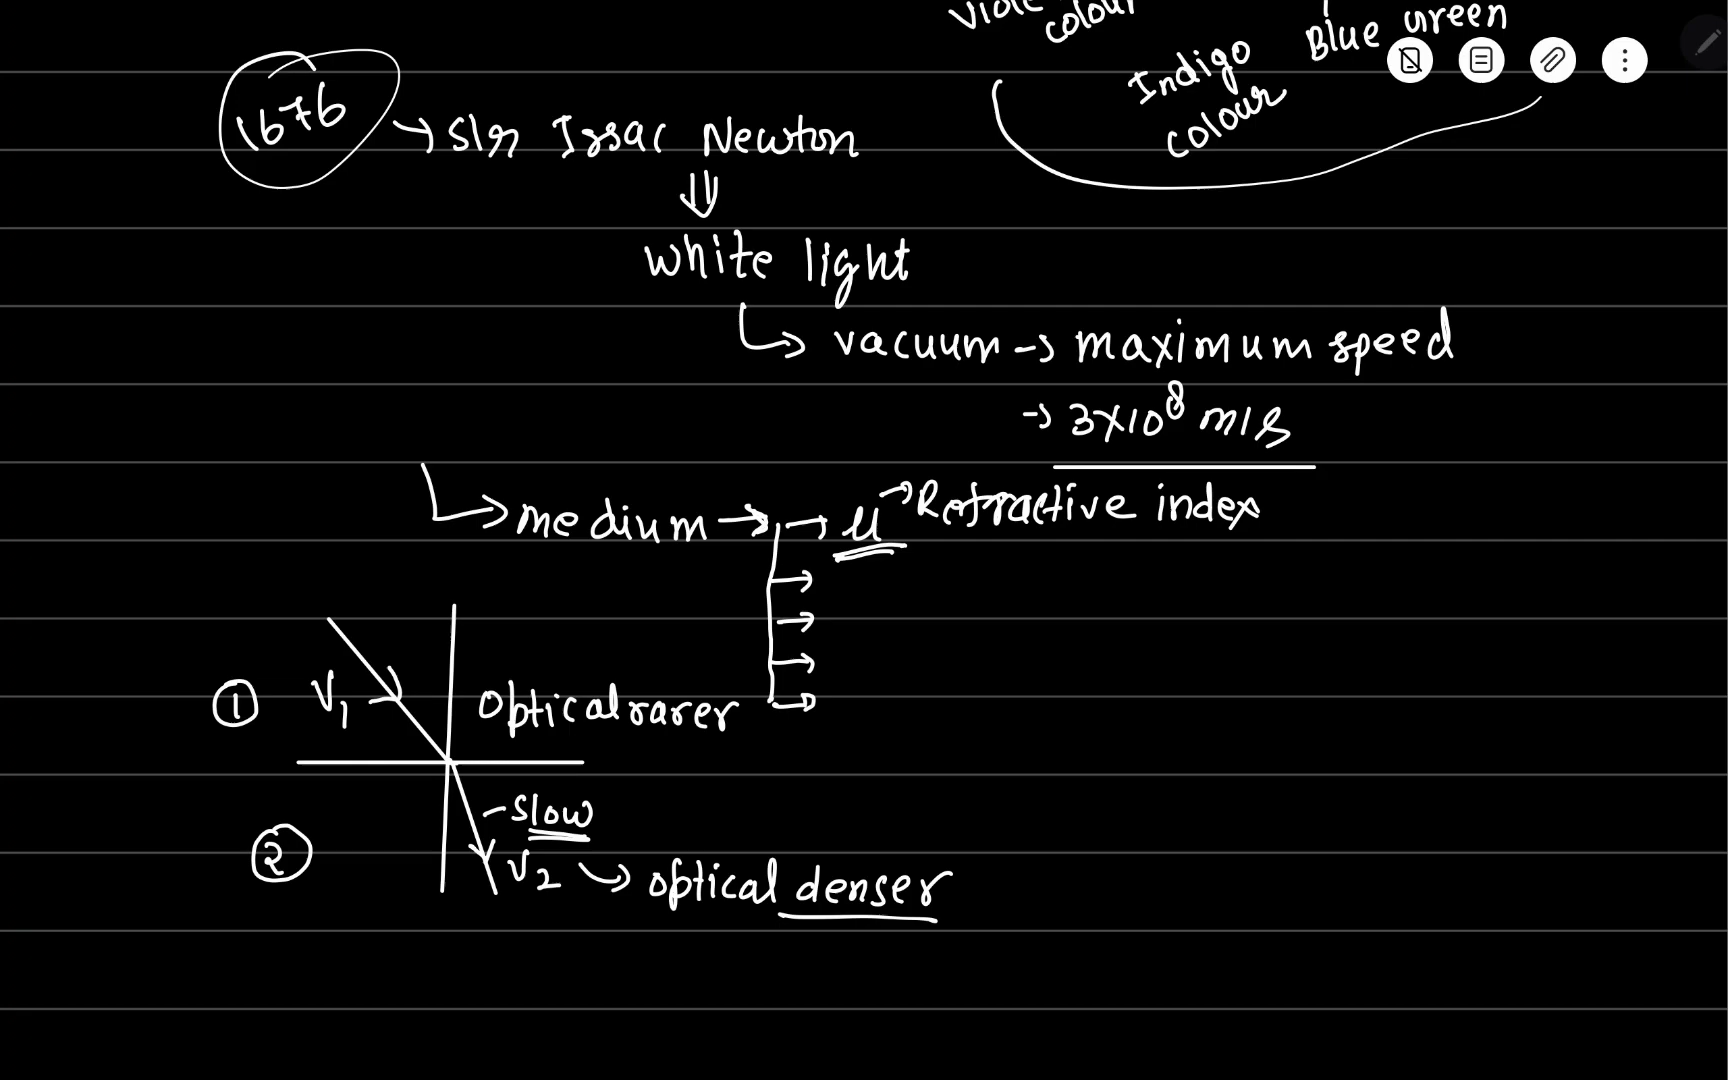 colour
Blue green
Indigo
colour
1676 → Sir Issac Newton
white light
vacuum → maximum speed
→ 3×10⁸ m/s
medium → → μ → Refractive index
① V₁ Optical rarer
- slow
② V₂ → optical denser